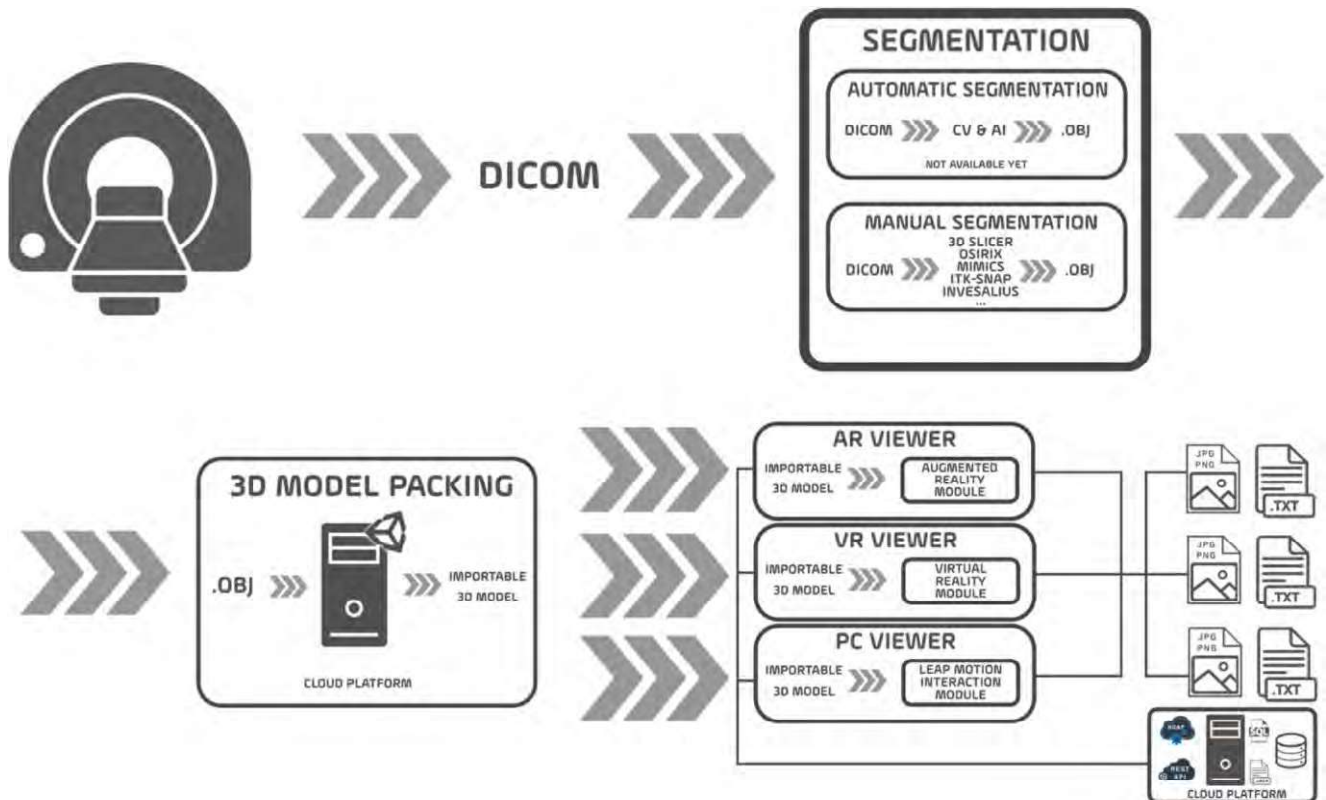 DICOM
SEGMENTATION
AUTOMATIC SEGMENTATION
DICOM CV & AI .OBJ
NOT AVAILABLE YET
MANUAL SEGMENTATION
3D SLICER
OSIRIX
DICOM MIMICS .OBJ
ITK-SNAP
INVESALIUS
...
3D MODEL PACKING
.OBJ
IMPORTABLE
3D MODEL
CLOUD PLATFORM
AR VIEWER
IMPORTABLE
3D MODEL
AUGMENTED
REALITY
MODULE
VR VIEWER
IMPORTABLE
3D MODEL
VIRTUAL
REALITY
MODULE
PC VIEWER
IMPORTABLE
3D MODEL
LEAP MOTION
INTERACTION
MODULE
JPG
PNG
.TXT
JPG
PNG
.TXT
JPG
PNG
.TXT
SOAP
SQL
REST
API
CLOUD PLATFORM